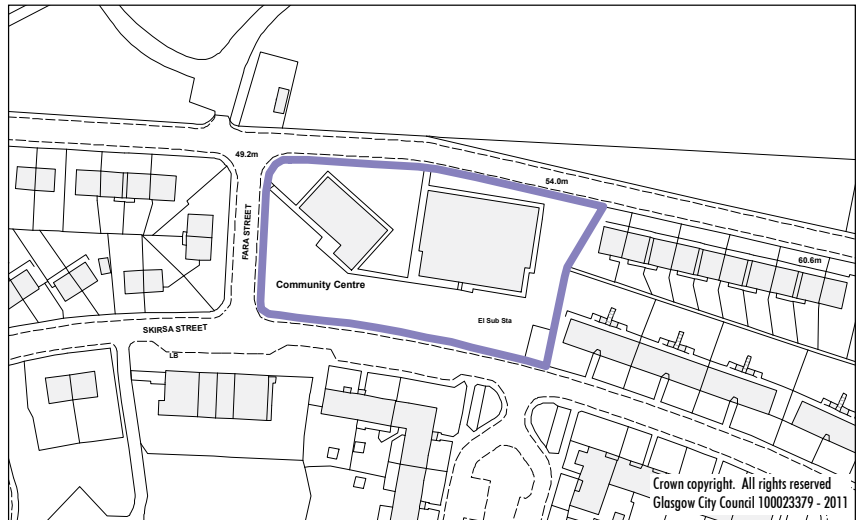 49.2m
54.0m
FARA STREET
60.6m
Community Centre
El Sub Sta
SKIRSA STREET
LB
Crown copyright. All rights reserved
Glasgow City Council 100023379 - 2011